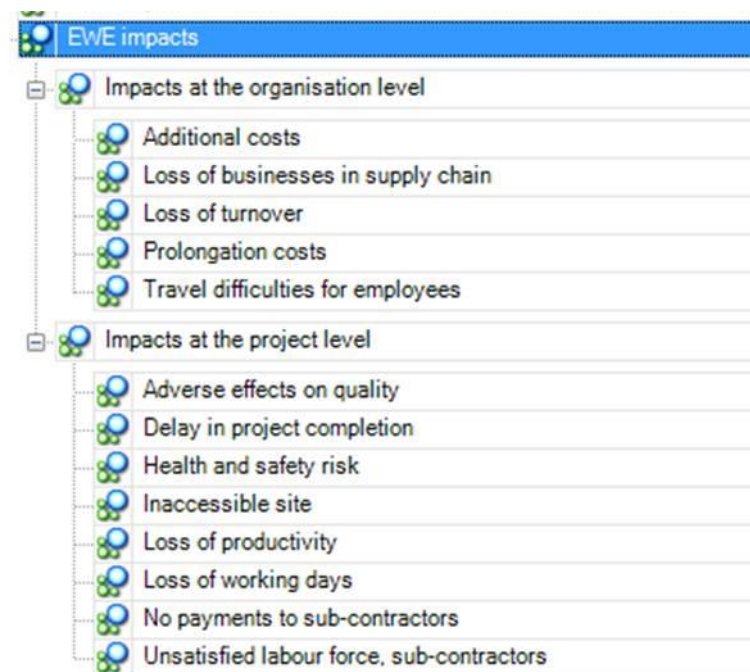 EWE impacts
Impacts at the organisation level
Additional costs
Loss of businesses in supply chain
Loss of turnover
Prolongation costs
Travel difficulties for employees
Impacts at the project level
Adverse effects on quality
Delay in project completion
Health and safety risk
Inaccessible site
Loss of productivity
Loss of working days
No payments to sub-contractors
Unsatisfied labour force, sub-contractors